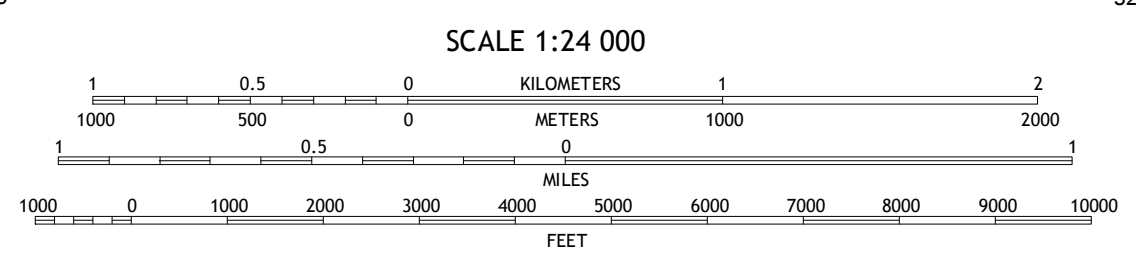 SCALE 1:24 000
1 0.5 0 KILOMETERS 1 2
1000 500 0 METERS 1000 2000
1 0.5 0 1
MILES
1000 0 1000 2000 3000 4000 5000 6000 7000 8000 9000 10000
FEET